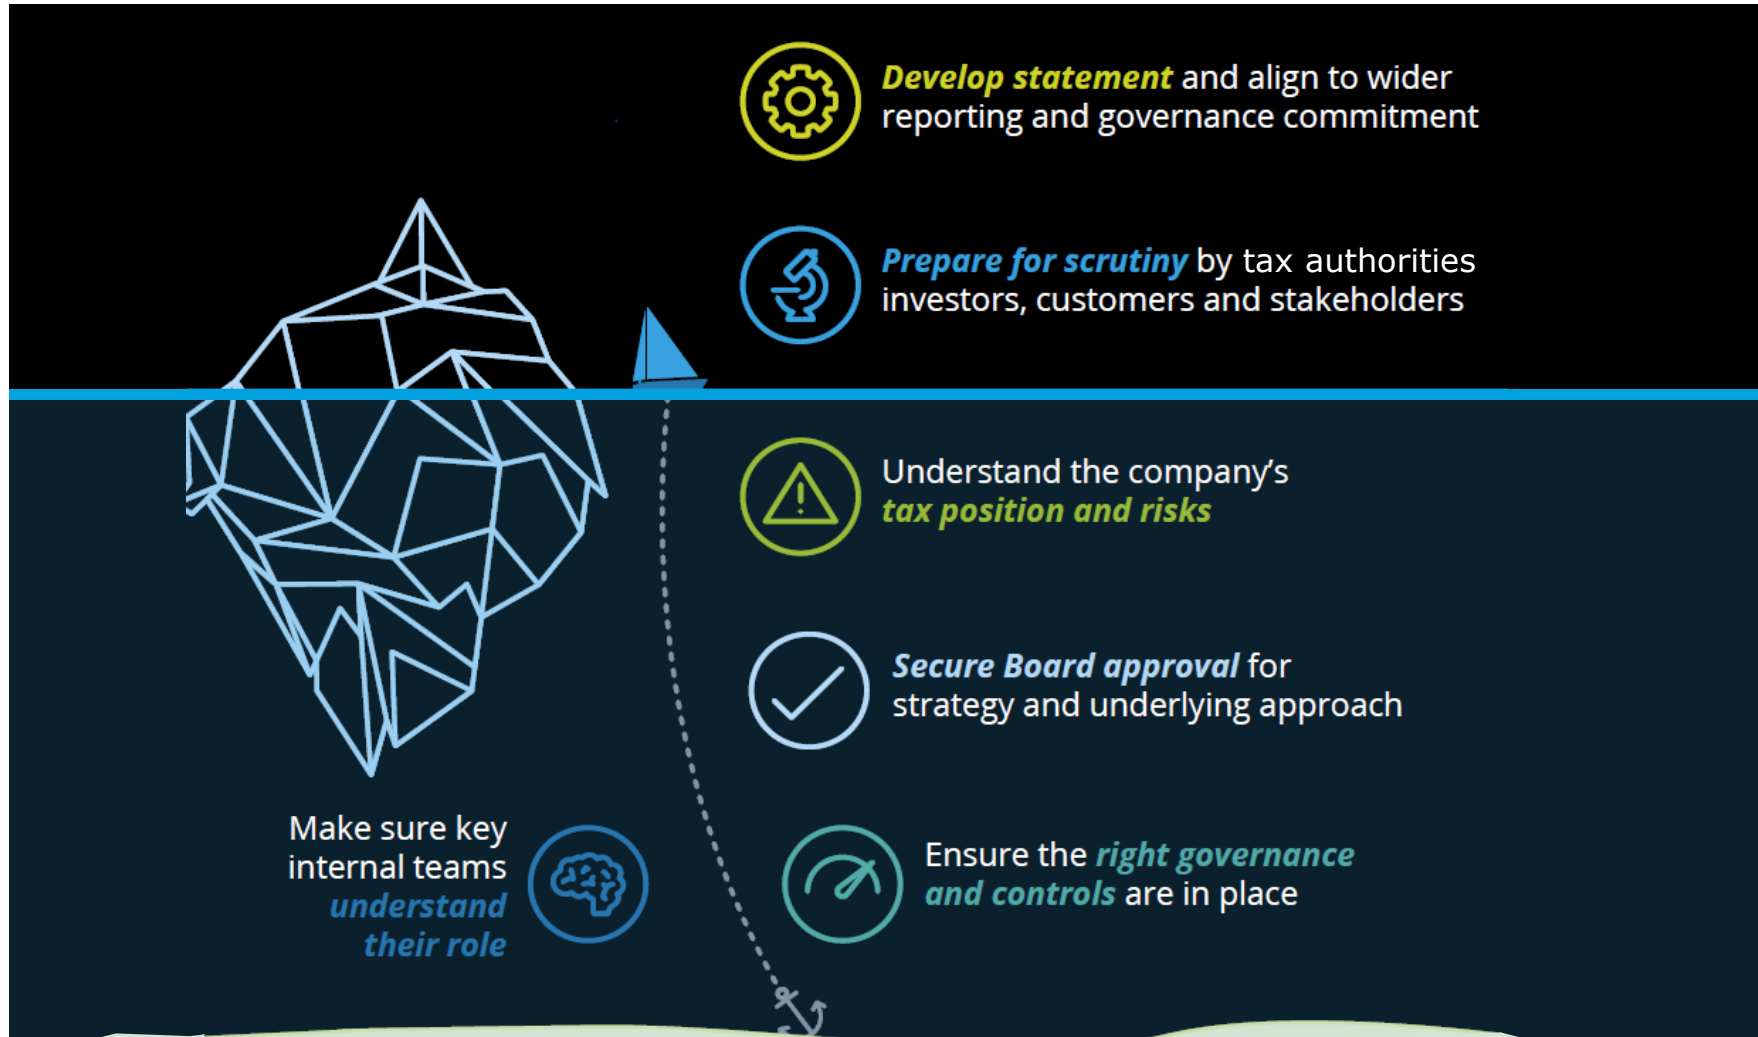 Develop statement and align to wider
reporting and governance commitment
Prepare for scrutiny by tax authorities
investors, customers and stakeholders
Understand the company’s
tax position and risks
Secure Board approval for
strategy and underlying approach
Make sure key
internal teams
understand
their role
Ensure the right governance
and controls are in place